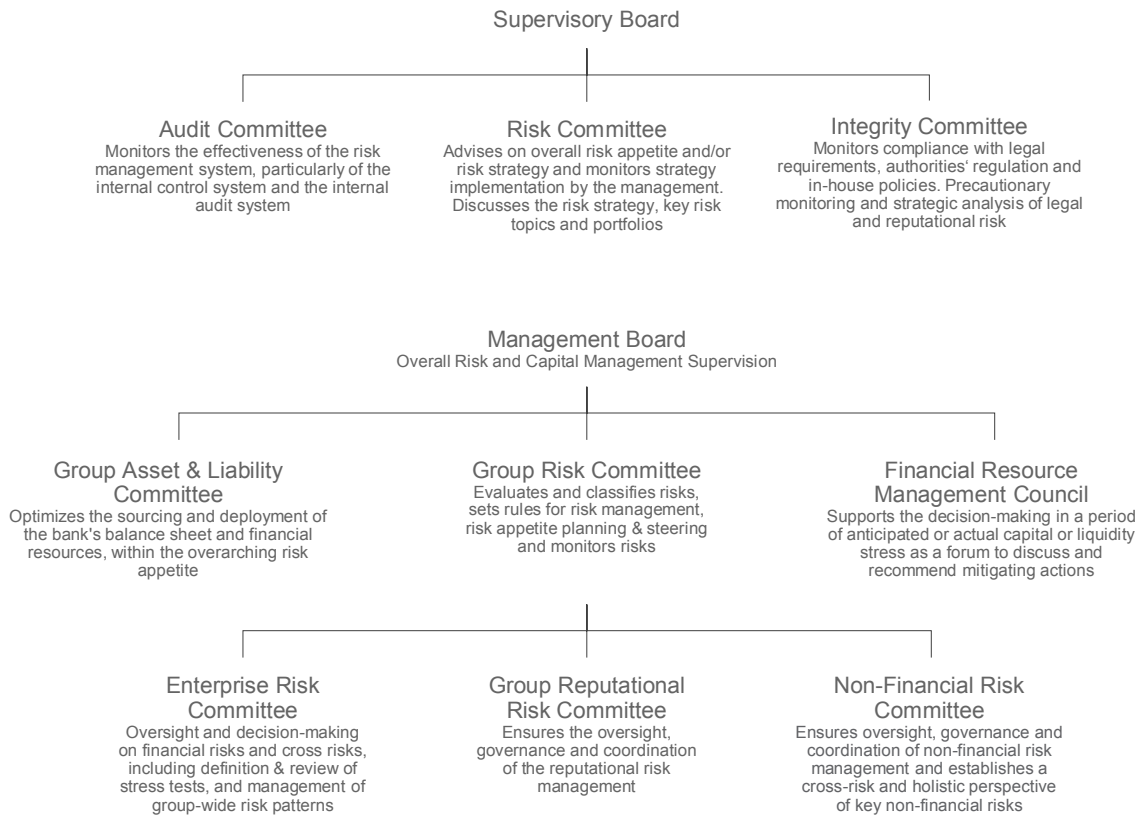 Supervisory Board
Audit Committee
Monitors the effectiveness of the risk
management system, particularly of the
internal control system and the internal
audit system
Risk Committee
Advises on overall risk appetite and/or
risk strategy and monitors strategy
implementation by the management.
Discusses the risk strategy, key risk
topics and portfolios
Integrity Committee
Monitors compliance with legal
requirements, authorities‘ regulation and
in-house policies. Precautionary
monitoring and strategic analysis of legal
and reputational risk
Management Board
Overall Risk and Capital Management Supervision
Group Asset & Liability
Committee
Optimizes the sourcing and deployment of
the bank's balance sheet and financial
resources, within the overarching risk
appetite
Group Risk Committee
Evaluates and classifies risks,
sets rules for risk management,
risk appetite planning & steering
and monitors risks
Financial Resource
Management Council
Supports the decision-making in a period
of anticipated or actual capital or liquidity
stress as a forum to discuss and
recommend mitigating actions
Enterprise Risk
Committee
Oversight and decision-making
on financial risks and cross risks,
including definition & review of
stress tests, and management of
group-wide risk patterns
Group Reputational
Risk Committee
Ensures the oversight,
governance and coordination
of the reputational risk
management
Non-Financial Risk
Committee
Ensures oversight, governance and
coordination of non-financial risk
management and establishes a
cross-risk and holistic perspective
of key non-financial risks